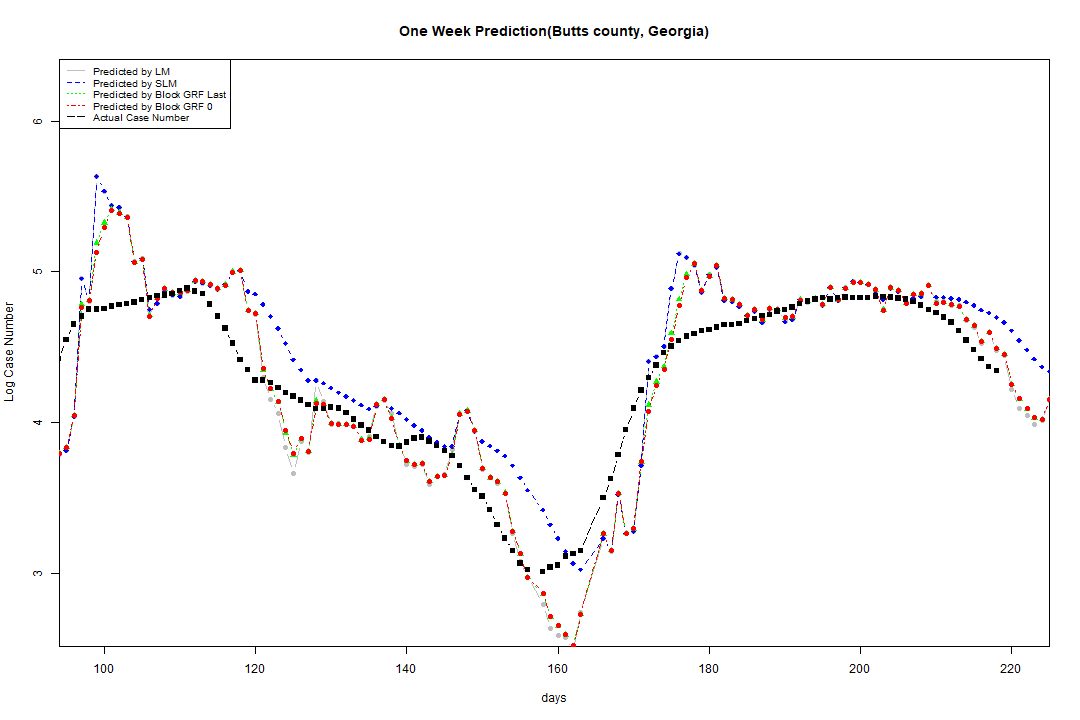 One Week Prediction(Butts county, Georgia)
Predicted by LM
Predicted by SLM
Predicted by Block GRF Last
Predicted by Block GRF 0
Actual Case Number
Log Case Number
6
5
4
3
100 120 140 160 180 200 220
days